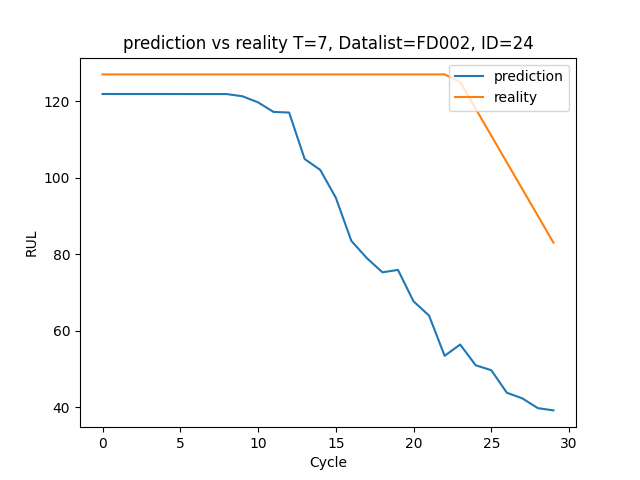 prediction vs reality T=7, Datalist=FD002, ID=24
prediction
reality
120
100
80
60
40
RUL
0 5 10 15 20 25 30
Cycle